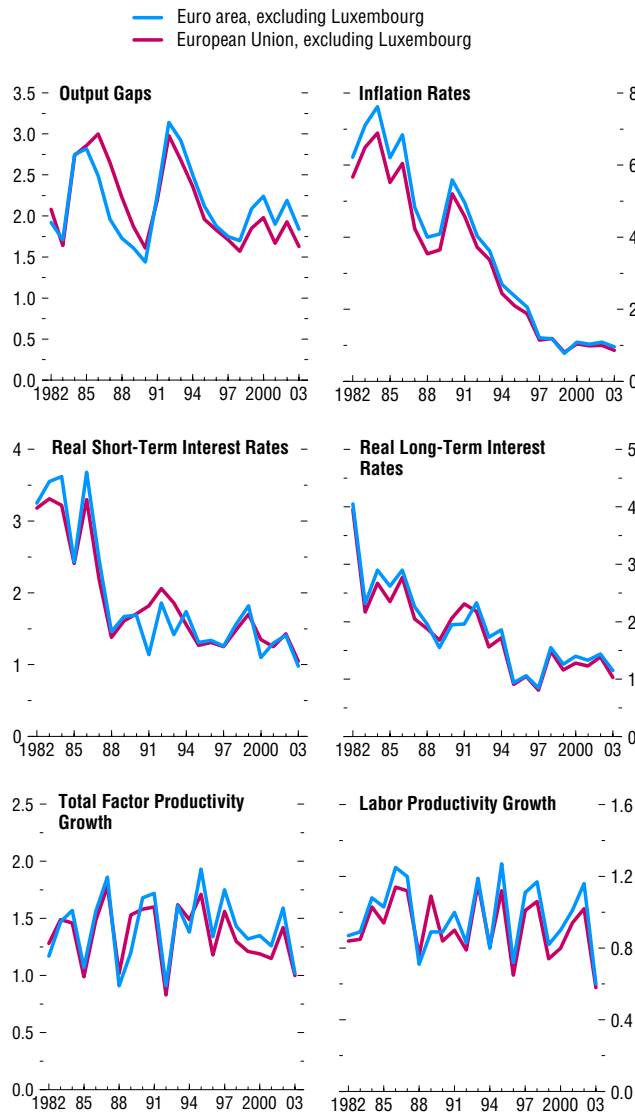 Euro area, excluding Luxembourg
European Union, excluding Luxembourg
Output Gaps
3.5
3.0
2.5
2.0
1.5
1.0
0.5
0.0
1982 85 88 91 94 97 2000 03
Inflation Rates
8
6
4
2
0
1982 85 88 91 94 97 2000 03
Real Short-Term Interest Rates
4
3
2
1
0
1982 85 88 91 94 97 2000 03
Real Long-Term Interest
Rates
5
4
3
2
1
0
1982 85 88 91 94 97 2000 03
Total Factor Productivity
Growth
2.5
2.0
1.5
1.0
0.5
0.0
1982 85 88 91 94 97 2000 03
Labor Productivity Growth
1.6
1.2
0.8
0.4
0.0
1982 85 88 91 94 97 2000 03